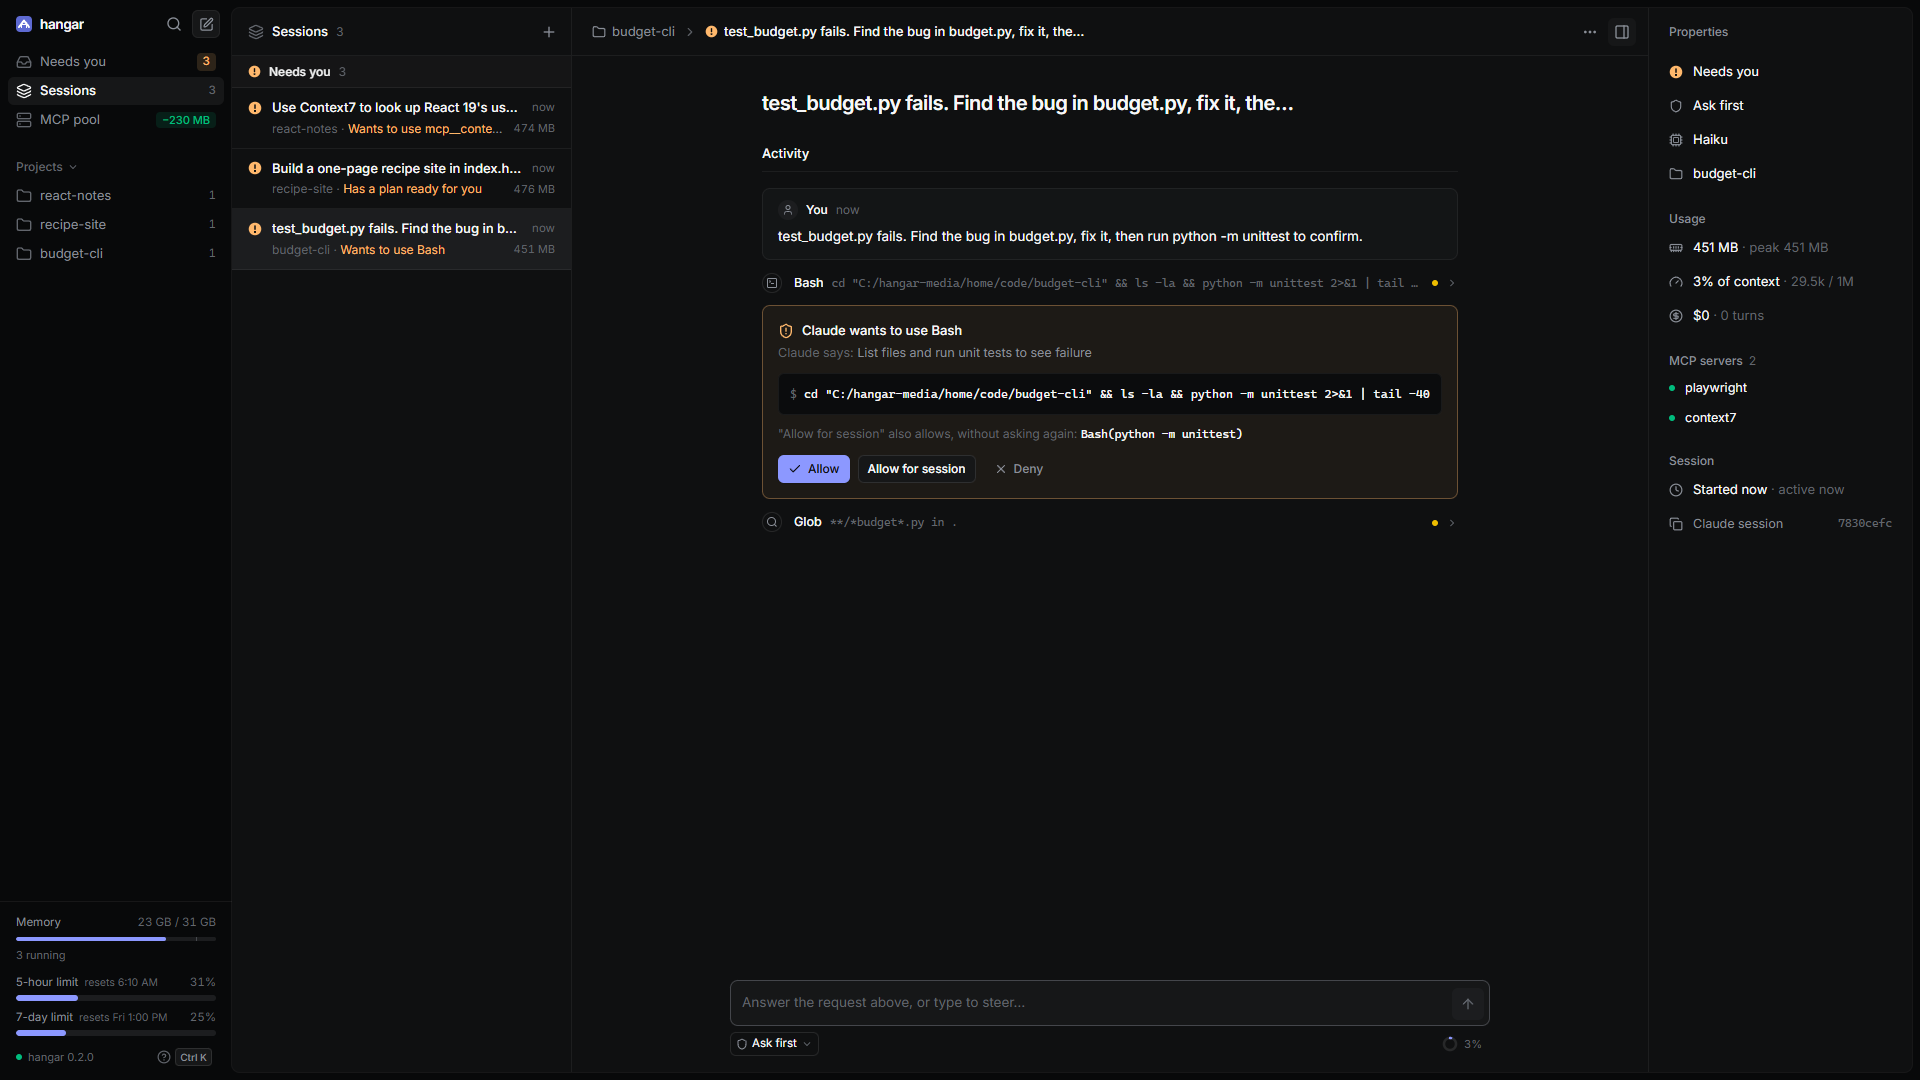 hangar
Needs you 3
Sessions 3
MCP pool −230 MB
Projects
react-notes 1
recipe-site 1
budget-cli 1
Memory 23 GB / 31 GB
3 running
5-hour limit resets 6:10 AM 31%
7-day limit resets Fri 1:00 PM 25%
hangar 0.2.0 ? Ctrl K
Sessions 3
Needs you 3
Use Context7 to look up React 19's us... now
react-notes · Wants to use mcp__conte... 474 MB
Build a one-page recipe site in index.h... now
recipe-site · Has a plan ready for you 476 MB
test_budget.py fails. Find the bug in b... now
budget-cli · Wants to use Bash 451 MB
budget-cli > test_budget.py fails. Find the bug in budget.py, fix it, the...
test_budget.py fails. Find the bug in budget.py, fix it, the...
Activity
You now
test_budget.py fails. Find the bug in budget.py, fix it, then run python -m unittest to confirm.
Bash cd "C:/hangar-media/home/code/budget-cli" && ls -la && python -m unittest 2>&1 | tail …
Claude wants to use Bash
Claude says: List files and run unit tests to see failure
$ cd "C:/hangar-media/home/code/budget-cli" && ls -la && python -m unittest 2>&1 | tail -40
"Allow for session" also allows, without asking again: Bash(python -m unittest)
Allow Allow for session Deny
Glob **/*budget*.py in .
Answer the request above, or type to steer...
Ask first 3%
Properties
Needs you
Ask first
Haiku
budget-cli
Usage
451 MB · peak 451 MB
3% of context · 29.5k / 1M
$0 · 0 turns
MCP servers 2
playwright
context7
Session
Started now · active now
Claude session 7830cefc